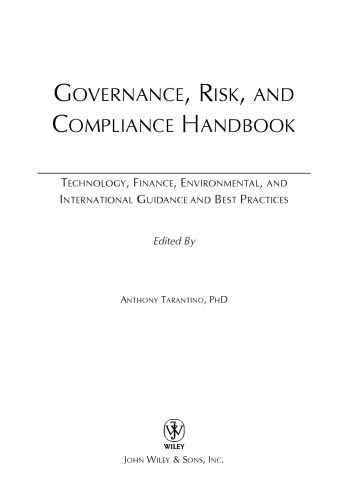 GOVERNANCE, RISK, AND
COMPLIANCE HANDBOOK
TECHNOLOGY, FINANCE, ENVIRONMENTAL, AND
INTERNATIONAL GUIDANCE AND BEST PRACTICES
Edited By
ANTHONY TARANTINO, PHD
WILEY
JOHN WILEY & SONS, INC.